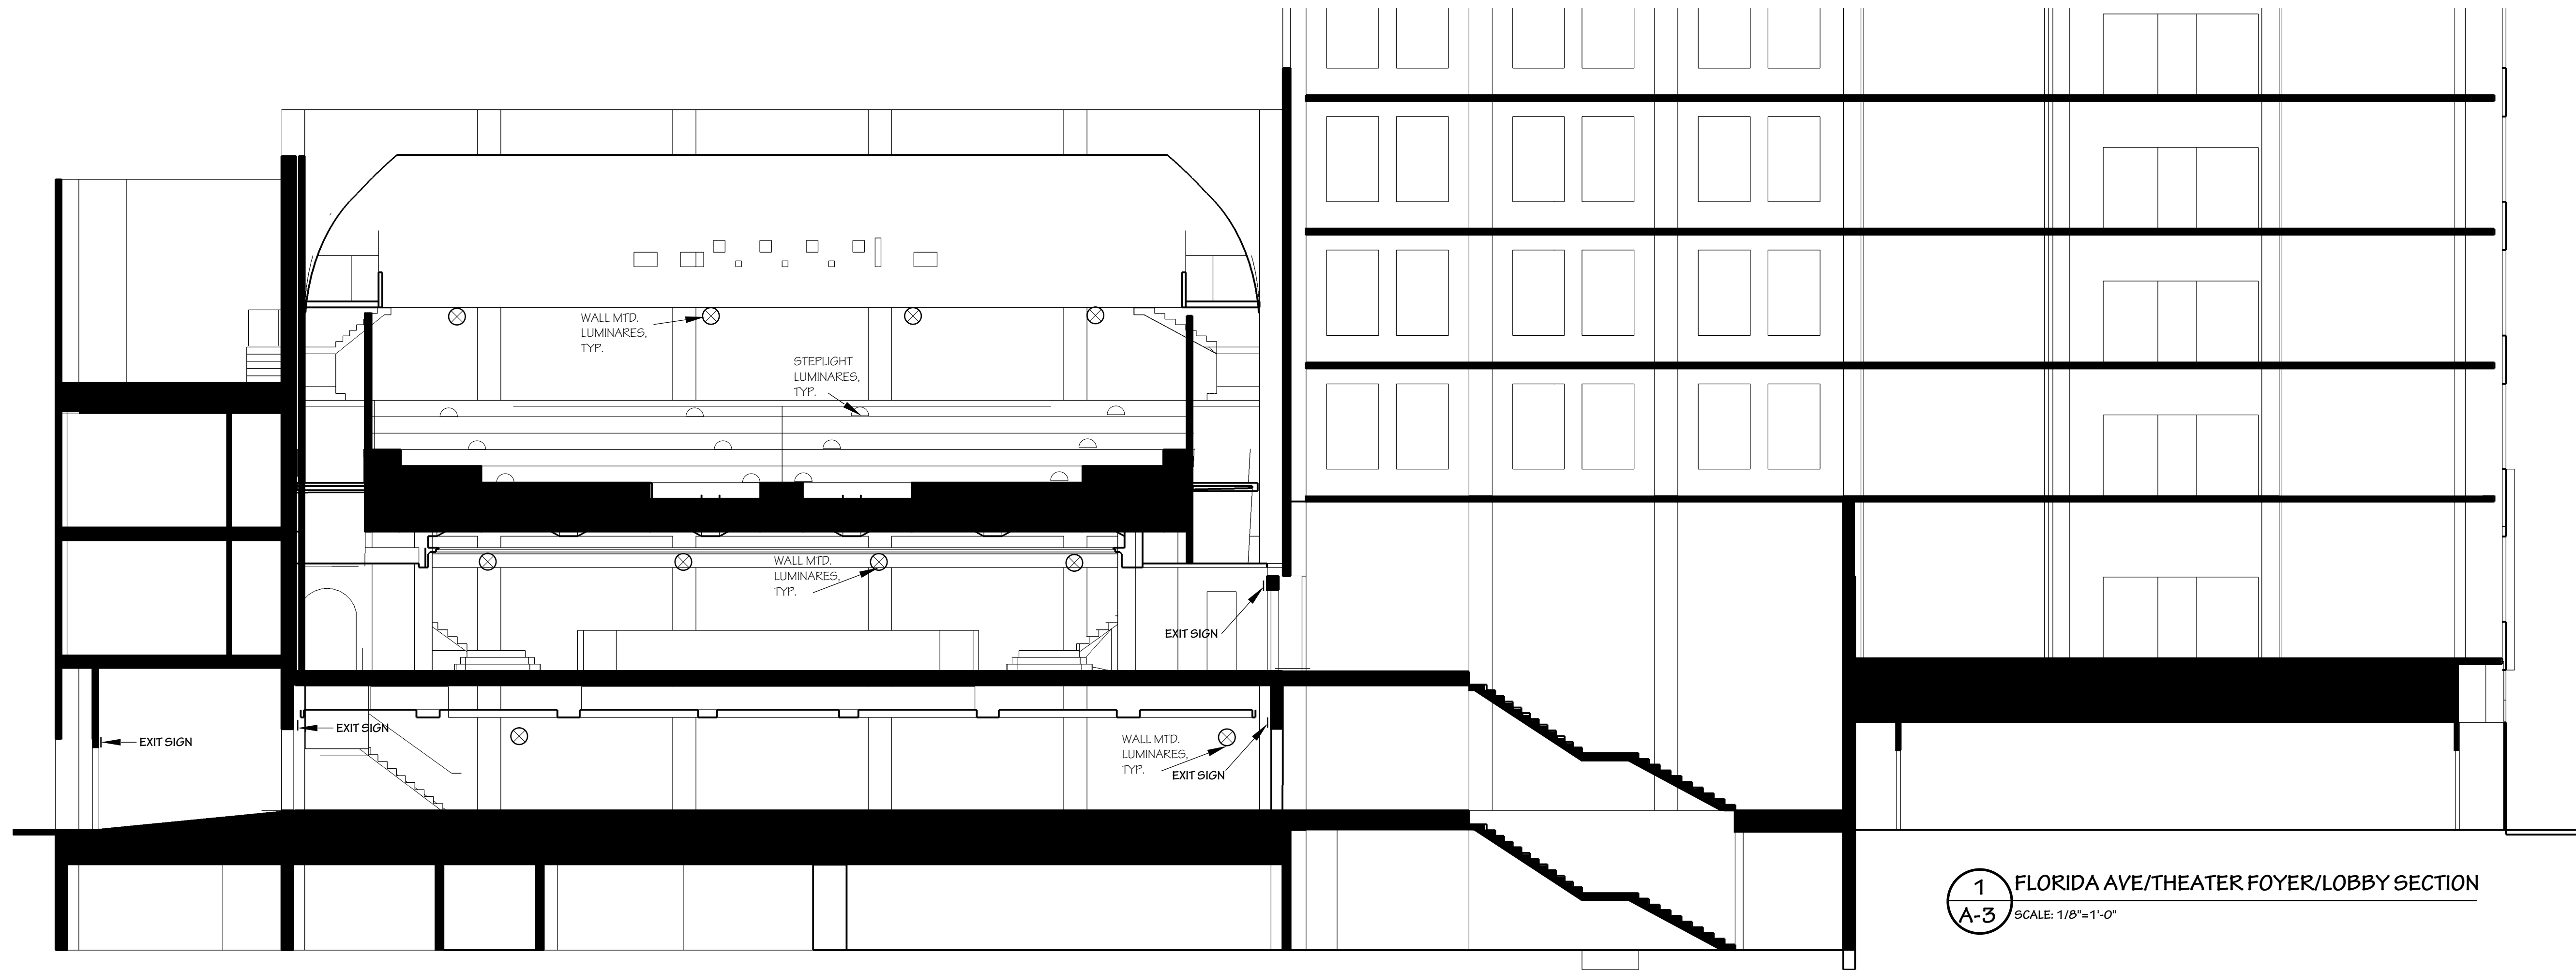 WALL MTD.
LUMINARES,
TYP.
STEPLIGHT
LUMINARES,
TYP.
WALL MTD.
LUMINARES,
TYP.
EXIT SIGN
EXIT SIGN
EXIT SIGN
WALL MTD.
LUMINARES,
TYP.
EXIT SIGN
1
A-3
FLORIDA AVE/THEATER FOYER/LOBBY SECTION
SCALE: 1/8"=1'-0"